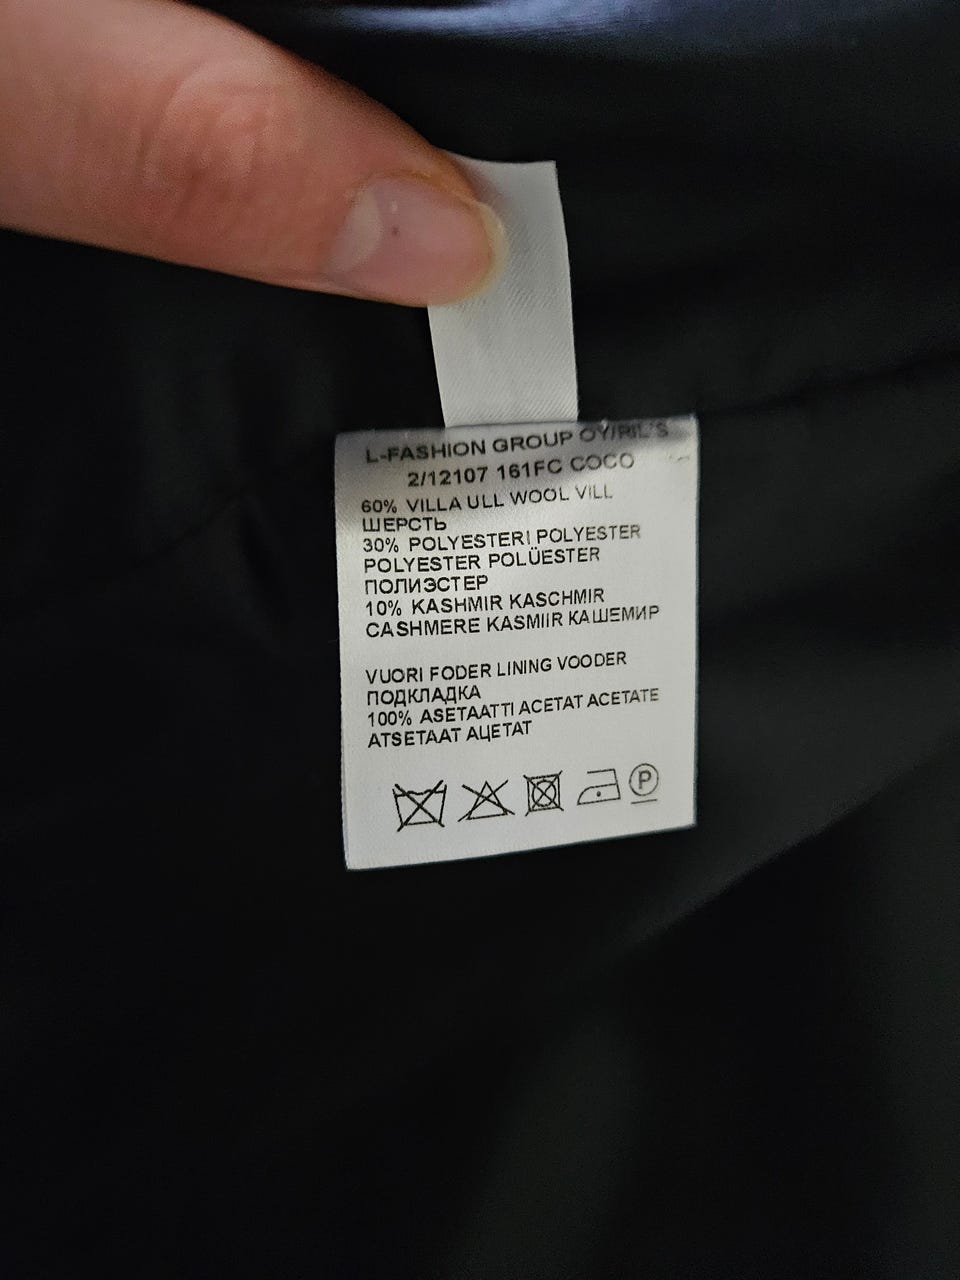 L-FASHION GROUP OY/RIL'S
2/12107 161FC COCO
60% VILLA ULL WOOL VILL
ШЕРСТЬ
30% POLYESTERI POLYESTER
POLYESTER POLÜESTER
ПОЛИЭСТЕР
10% KASHMIR KASCHMIR
CASHMERE KASMIIR КАШЕМИР
VUORI FODER LINING VOODER
ПОДКЛАДКА
100% ASETAATTI ACETAT ACETATE
ATSETAAT АЦЕТАТ
P